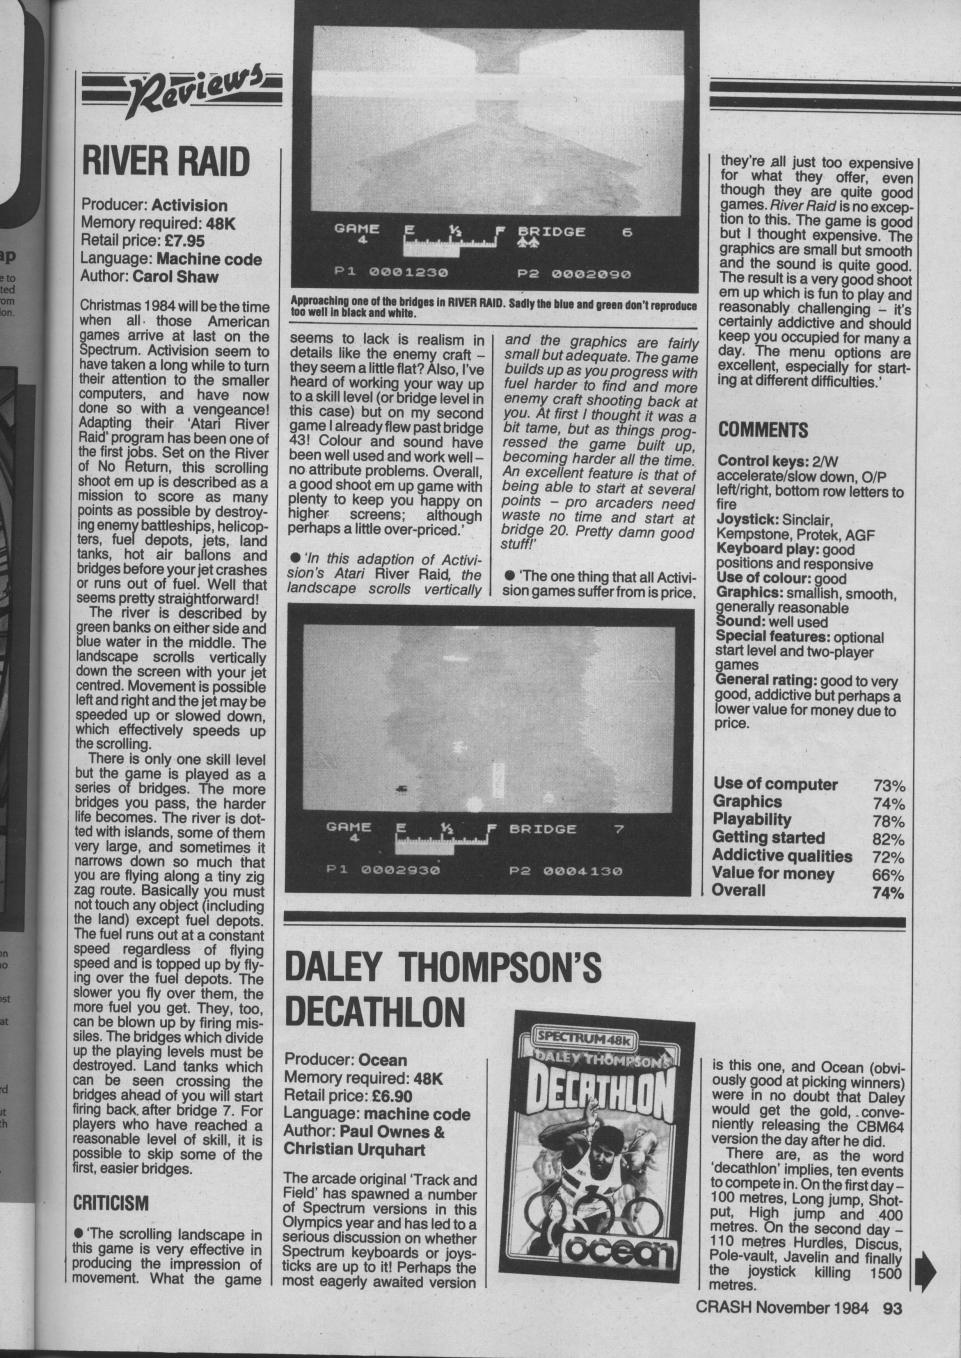 Reviews
RIVER RAID
Producer: Activision
Memory required: 48K
Retail price: £7.95
Language: Machine code
Author: Carol Shaw
Christmas 1984 will be the time
when all those American
games arrive at last on the
Spectrum. Activision seem to
have taken a long while to turn
their attention to the smaller
computers, and have now
done so with a vengeance!
Adapting their 'Atari River
Raid' program has been one of
the first jobs. Set on the River
of No Return, this scrolling
shoot em up is described as a
mission to score as many
points as possible by destroy-
ing enemy battleships, helicop-
ters, fuel depots, jets, land
tanks, hot air ballons and
bridges before your jet crashes
or runs out of fuel. Well that
seems pretty straightforward!
The river is described by
green banks on either side and
blue water in the middle. The
landscape scrolls vertically
down the screen with your jet
centred. Movement is possible
left and right and the jet may be
speeded up or slowed down,
which effectively speeds up
the scrolling.
There is only one skill level
but the game is played as a
series of bridges. The more
bridges you pass, the harder
life becomes. The river is dot-
ted with islands, some of them
very large, and sometimes it
narrows down so much that
you are flying along a tiny zig
zag route. Basically you must
not touch any object (including
the land) except fuel depots.
The fuel runs out at a constant
speed regardless of flying
speed and is topped up by fly-
ing over the fuel depots. The
slower you fly over them, the
more fuel you get. They, too,
can be blown up by firing mis-
siles. The bridges which divide
up the playing levels must be
destroyed. Land tanks which
can be seen crossing the
bridges ahead of you will start
firing back after bridge 7. For
players who have reached a
reasonable level of skill, it is
possible to skip some of the
first, easier bridges.
CRITICISM
● 'The scrolling landscape in
this game is very effective in
producing the impression of
movement. What the game
GAME E ½ F BRIDGE 6
4
P1 0001230 P2 0002090
Approaching one of the bridges in RIVER RAID. Sadly the blue and green don't reproduce
too well in black and white.
seems to lack is realism in
details like the enemy craft –
they seem a little flat? Also, I've
heard of working your way up
to a skill level (or bridge level in
this case) but on my second
game I already flew past bridge
43! Colour and sound have
been well used and work well –
no attribute problems. Overall,
a good shoot em up game with
plenty to keep you happy on
higher screens; although
perhaps a little over-priced.'
● 'In this adaption of Activi-
sion's Atari River Raid, the
landscape scrolls vertically
and the graphics are fairly
small but adequate. The game
builds up as you progress with
fuel harder to find and more
enemy craft shooting back at
you. At first I thought it was a
bit tame, but as things prog-
ressed the game built up,
becoming harder all the time.
An excellent feature is that of
being able to start at several
points – pro arcaders need
waste no time and start at
bridge 20. Pretty damn good
stuff!'
● 'The one thing that all Activi-
sion games suffer from is price,
GAME E ½ F BRIDGE 7
4
P1 0002930 P2 0004130
they're all just too expensive
for what they offer, even
though they are quite good
games. River Raid is no excep-
tion to this. The game is good
but I thought expensive. The
graphics are small but smooth
and the sound is quite good.
The result is a very good shoot
em up which is fun to play and
reasonably challenging – it's
certainly addictive and should
keep you occupied for many a
day. The menu options are
excellent, especially for start-
ing at different difficulties.'
COMMENTS
Control keys: 2/W
accelerate/slow down, O/P
left/right, bottom row letters to
fire
Joystick: Sinclair,
Kempstone, Protek, AGF
Keyboard play: good
positions and responsive
Use of colour: good
Graphics: smallish, smooth,
generally reasonable
Sound: well used
Special features: optional
start level and two-player
games
General rating: good to very
good, addictive but perhaps a
lower value for money due to
price.
Use of computer 73%
Graphics 74%
Playability 78%
Getting started 82%
Addictive qualities 72%
Value for money 66%
Overall 74%
DALEY THOMPSON'S
DECATHLON
Producer: Ocean
Memory required: 48K
Retail price: £6.90
Language: machine code
Author: Paul Ownes &
Christian Urquhart
The arcade original 'Track and
Field' has spawned a number
of Spectrum versions in this
Olympics year and has led to a
serious discussion on whether
Spectrum keyboards or joys-
ticks are up to it! Perhaps the
most eagerly awaited version
SPECTRUM 48K
DALEY THOMPSON'S
DECATHLON
ocean
is this one, and Ocean (obvi-
ously good at picking winners)
were in no doubt that Daley
would get the gold, conve-
niently releasing the CBM64
version the day after he did.
There are, as the word
'decathlon' implies, ten events
to compete in. On the first day –
100 metres, Long jump, Shot-
put, High jump and 400
metres. On the second day –
110 metres Hurdles, Discus,
Pole-vault, Javelin and finally
the joystick killing 1500
metres.
CRASH November 1984 93